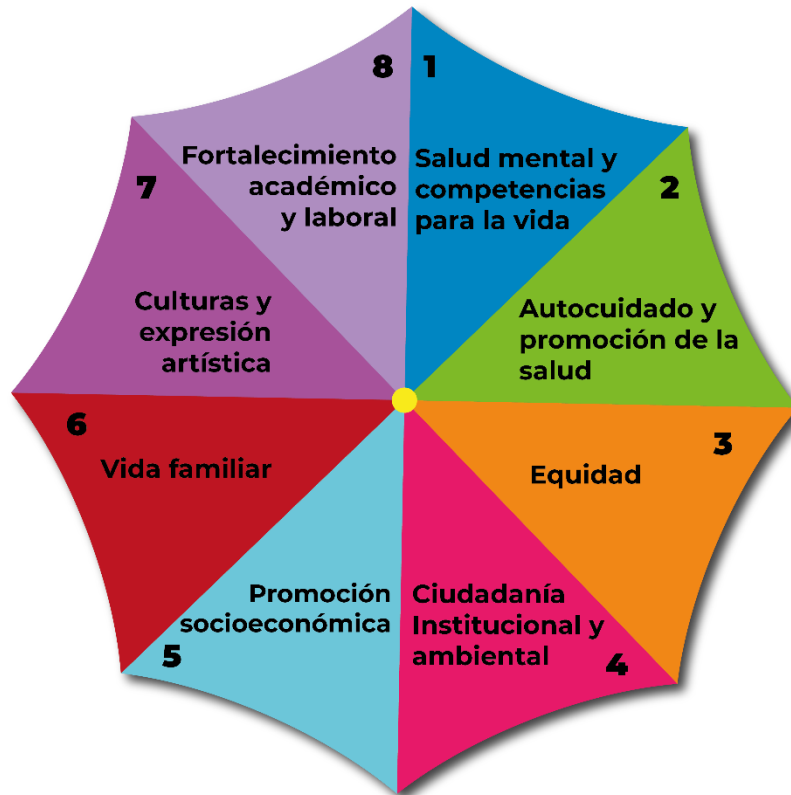 1
Salud mental y
competencias
para la vida
2
Autocuidado y
promoción de la
salud
3
Equidad
4
Ciudadanía
Institucional y
ambiental
5
Promoción
socioeconómica
6
Vida familiar
7
Culturas y
expresión
artística
8
Fortalecimiento
académico
y laboral